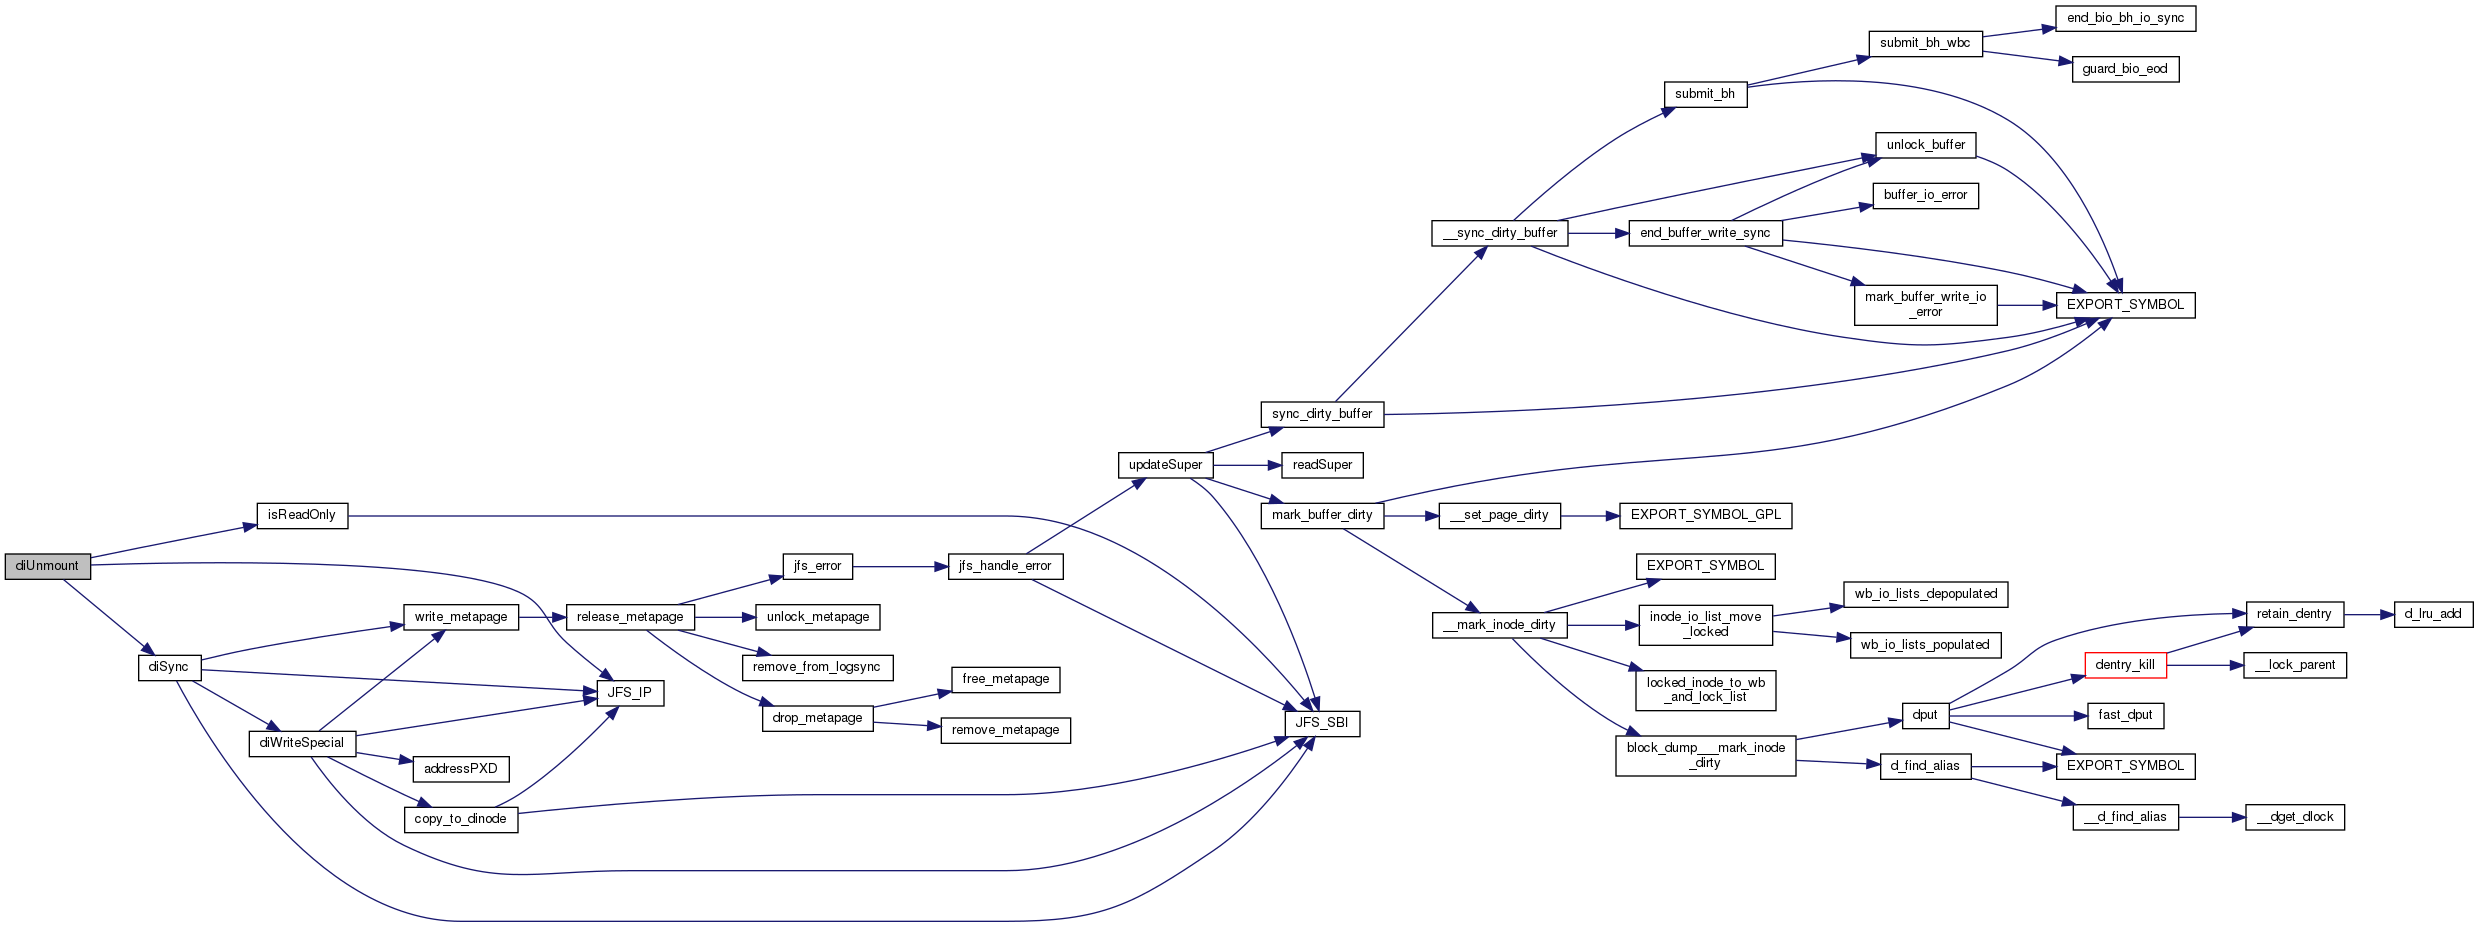 end_bio_bh_io_sync
submit_bh_wbc
guard_bio_eod
submit_bh
unlock_buffer
buffer_io_error
__sync_dirty_buffer
end_buffer_write_sync
mark_buffer_write_io
_error
EXPORT_SYMBOL
sync_dirty_buffer
updateSuper
readSuper
isReadOnly
mark_buffer_dirty
__set_page_dirty
EXPORT_SYMBOL_GPL
diUnmount
jfs_error
jfs_handle_error
EXPORT_SYMBOL
wb_io_lists_depopulated
write_metapage
release_metapage
unlock_metapage
__mark_inode_dirty
inode_io_list_move
_locked
retain_dentry
d_lru_add
wb_io_lists_populated
diSync
remove_from_logsync
dentry_kill
__lock_parent
JFS_IP
free_metapage
locked_inode_to_wb
_and_lock_list
drop_metapage
JFS_SBI
dput
fast_dput
remove_metapage
diWriteSpecial
block_dump___mark_inode
_dirty
addressPXD
d_find_alias
EXPORT_SYMBOL
copy_to_dinode
__d_find_alias
__dget_dlock